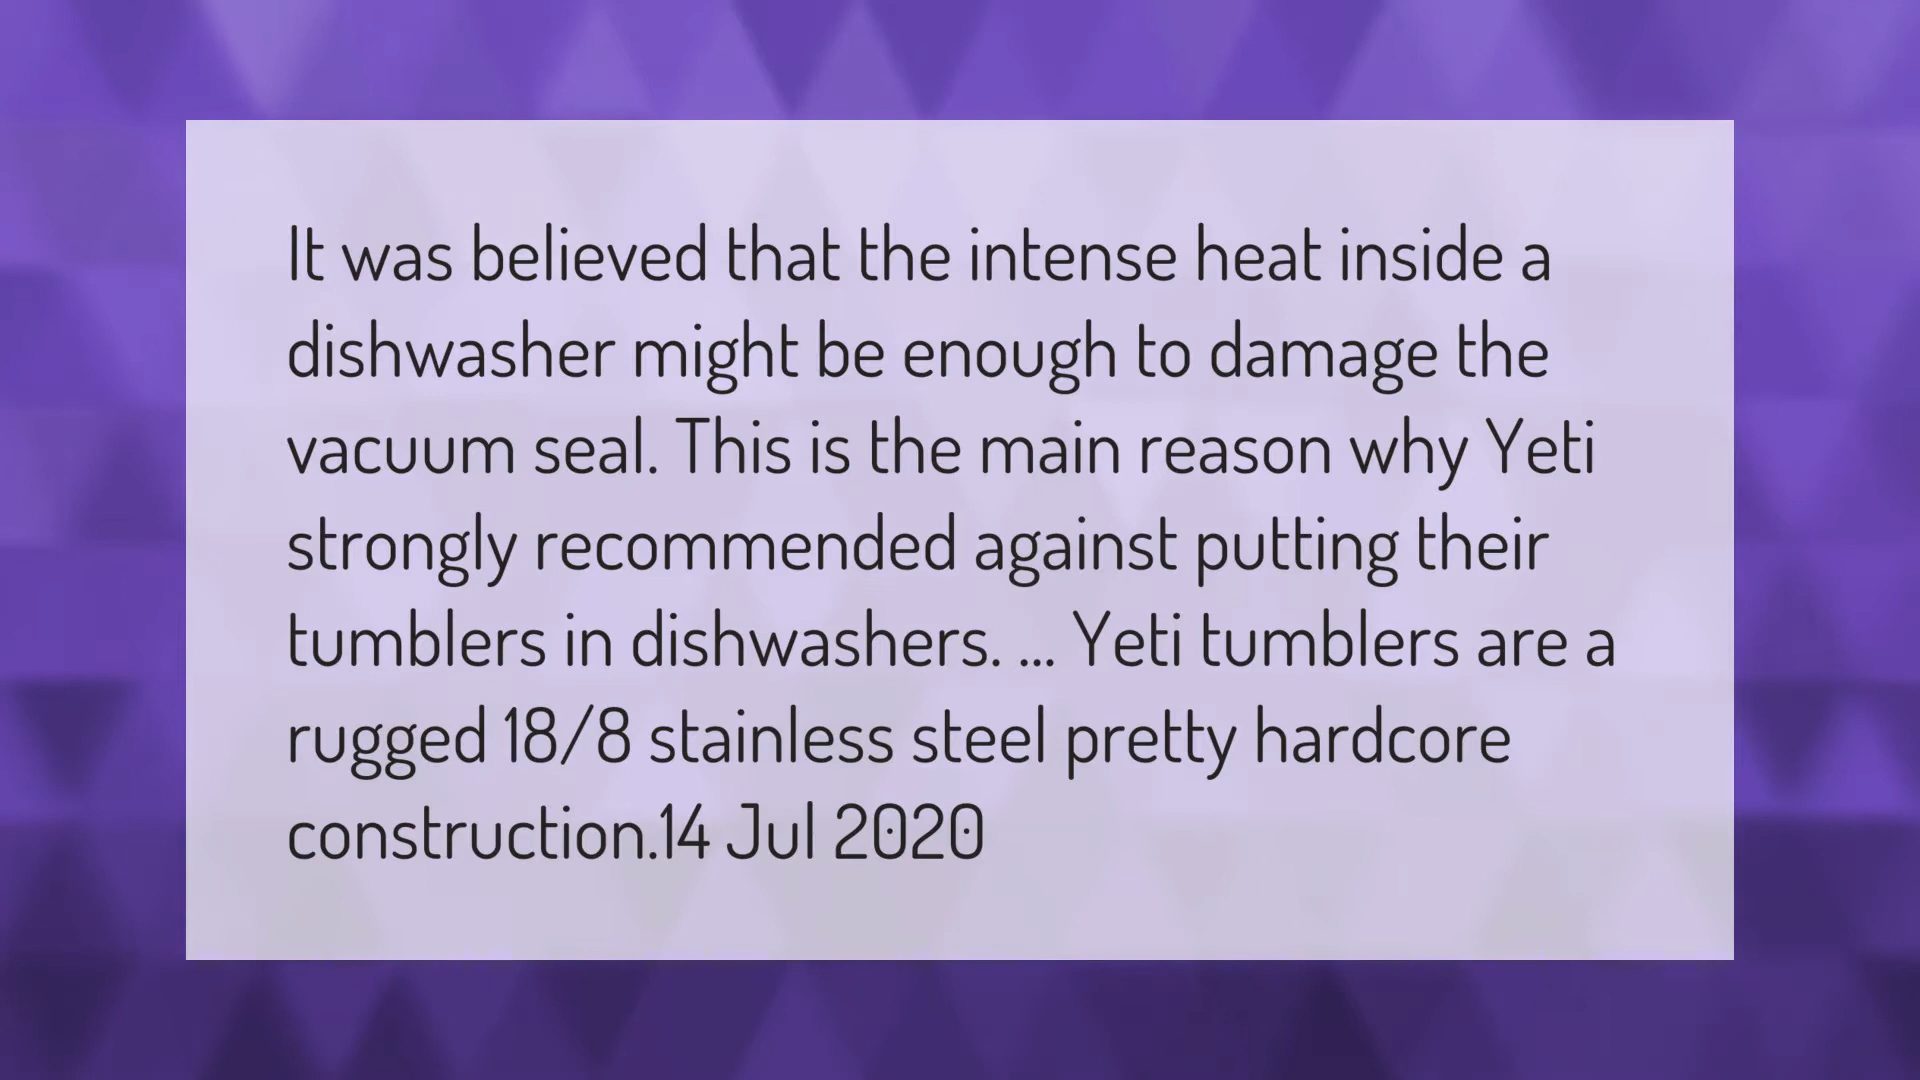 It was believed that the intense heat inside a
dishwasher might be enough to damage the
vacuum seal. This is the main reason why Yeti
strongly recommended against putting their
tumblers in dishwashers. ... Yeti tumblers are a
rugged 18/8 stainless steel pretty hardcore
construction.14 Jul 2020